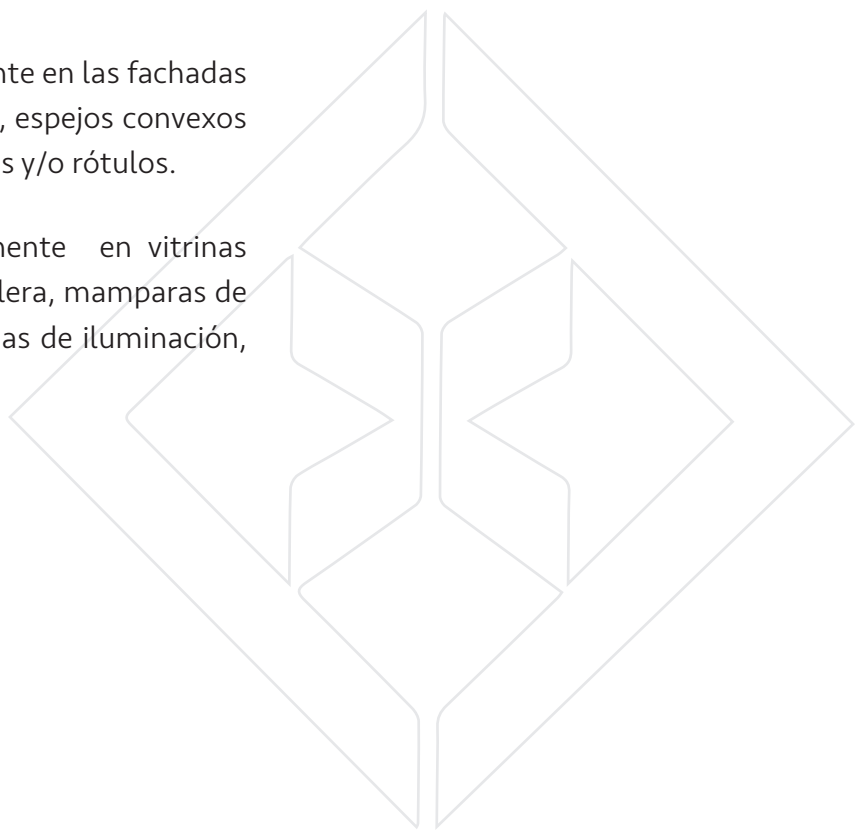 nte en las fachadas
, espejos convexos
s y/o rótulos.
mente en vitrinas
lera, mamparas de
as de iluminación,